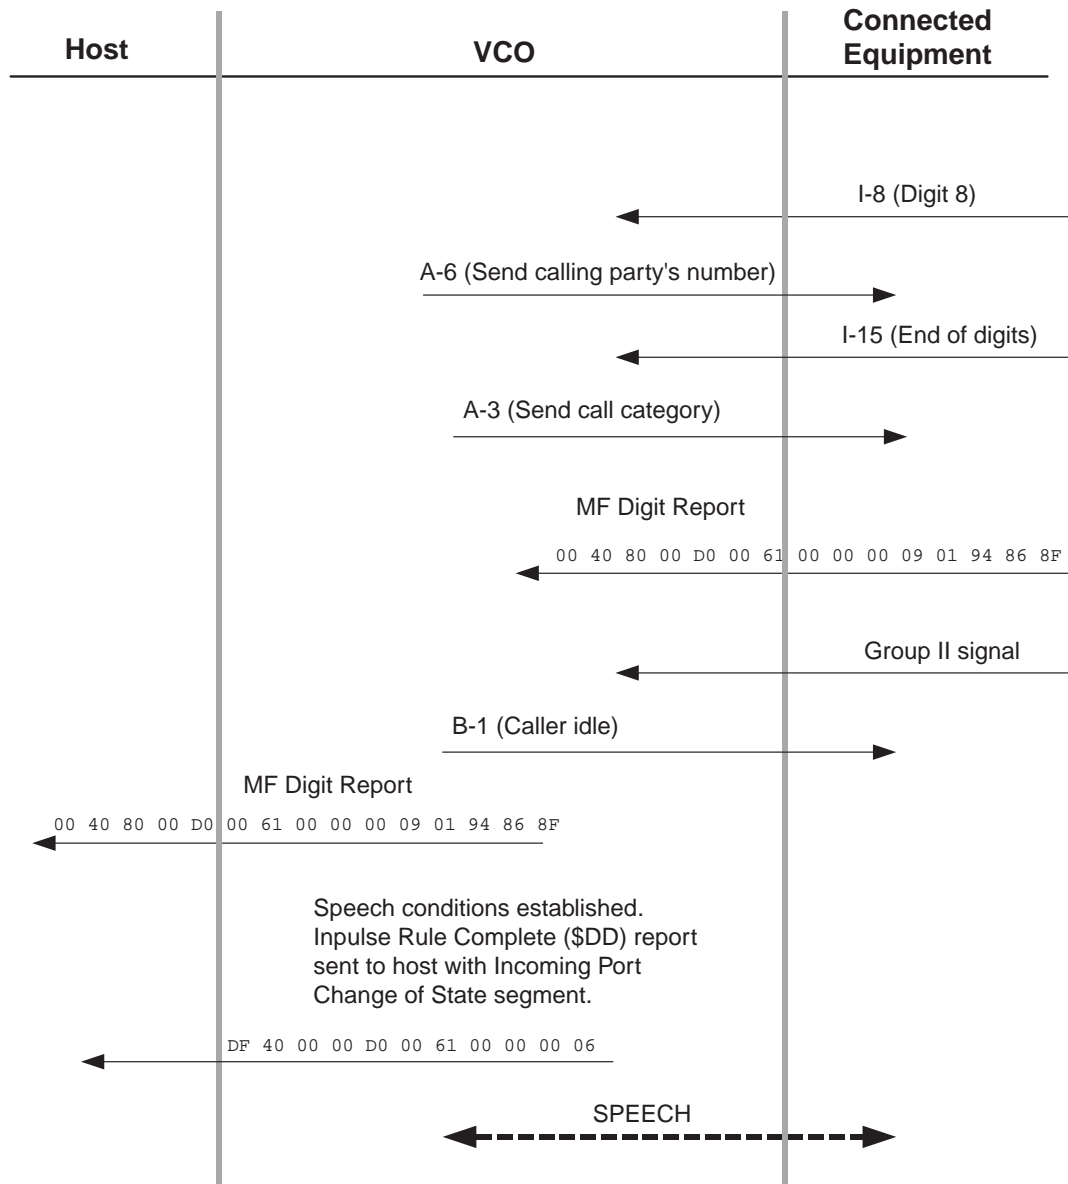 Host
VCO
Connected
Equipment
I-8 (Digit 8)
A-6 (Send calling party's number)
I-15 (End of digits)
A-3 (Send call category)
MF Digit Report
00 40 80 00 D0 00 61 00 00 00 09 01 94 86 8F
Group II signal
B-1 (Caller idle)
MF Digit Report
00 40 80 00 D0 00 61 00 00 00 09 01 94 86 8F
Speech conditions established.
Inpulse Rule Complete ($DD) report
sent to host with Incoming Port
Change of State segment.
DF 40 00 00 D0 00 61 00 00 00 06
SPEECH